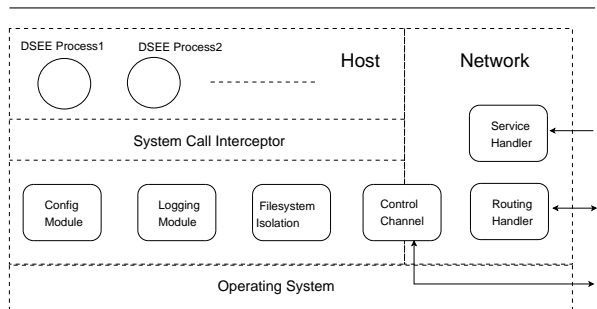 DSEE Process1
DSEE Process2
Host
Network
System Call Interceptor
Service
Handler
Config
Module
Logging
Module
Filesystem
Isolation
Control
Channel
Routing
Handler
Operating System